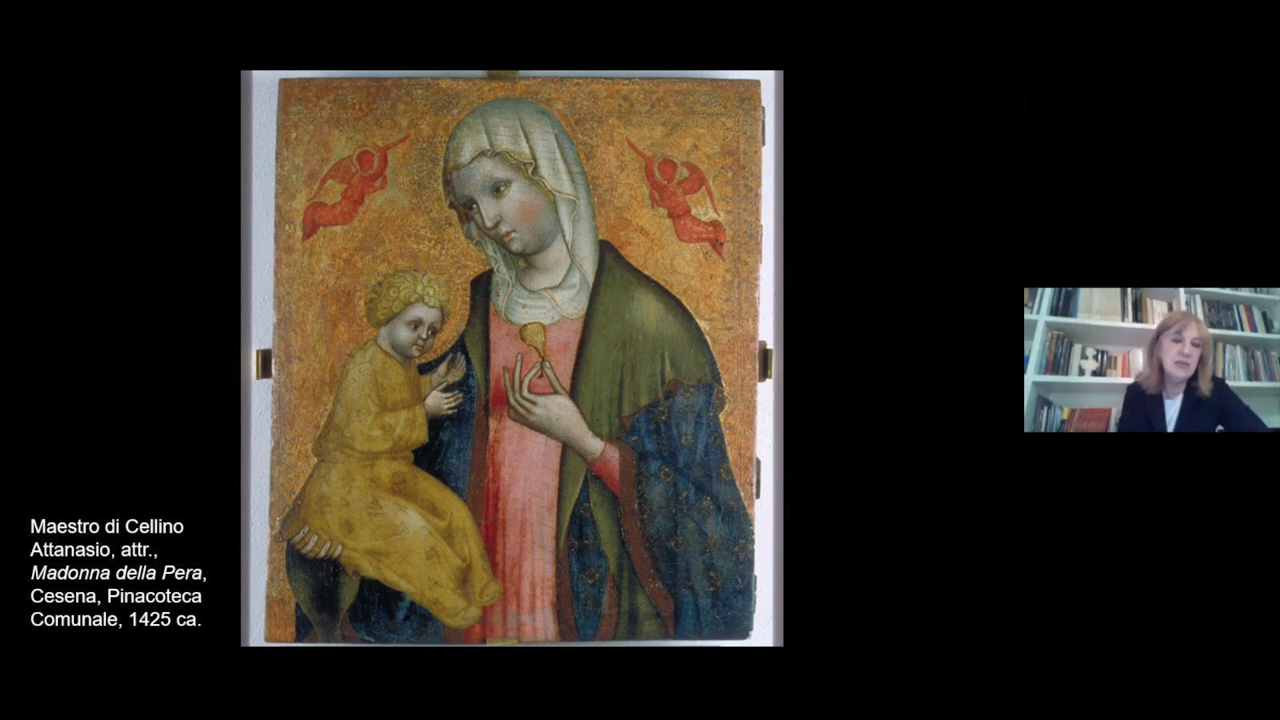 Maestro di Cellino
Attanasio, attr.,
Madonna della Pera,
Cesena, Pinacoteca
Comunale, 1425 ca.